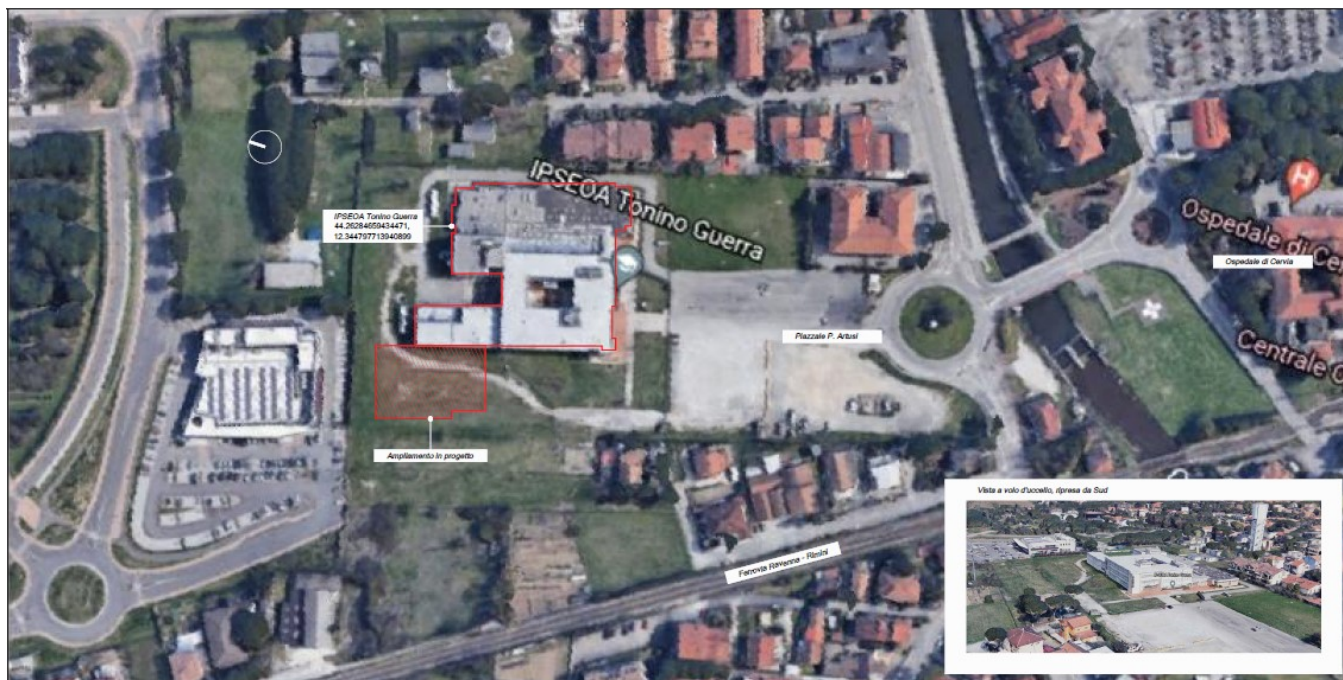 IPSEOA Tonino Guerra
IPSEOA Tonino Guerra
44.26284659434471,
12.344797713940899
H
Ospedale di Cer
Ospedale di Cervia
Piazzale P. Artusi
Centrale C
Ampliamento in progetto
Vista a volo d'uccello, ripresa da Sud
Ferrovia Ravenna - Rimini